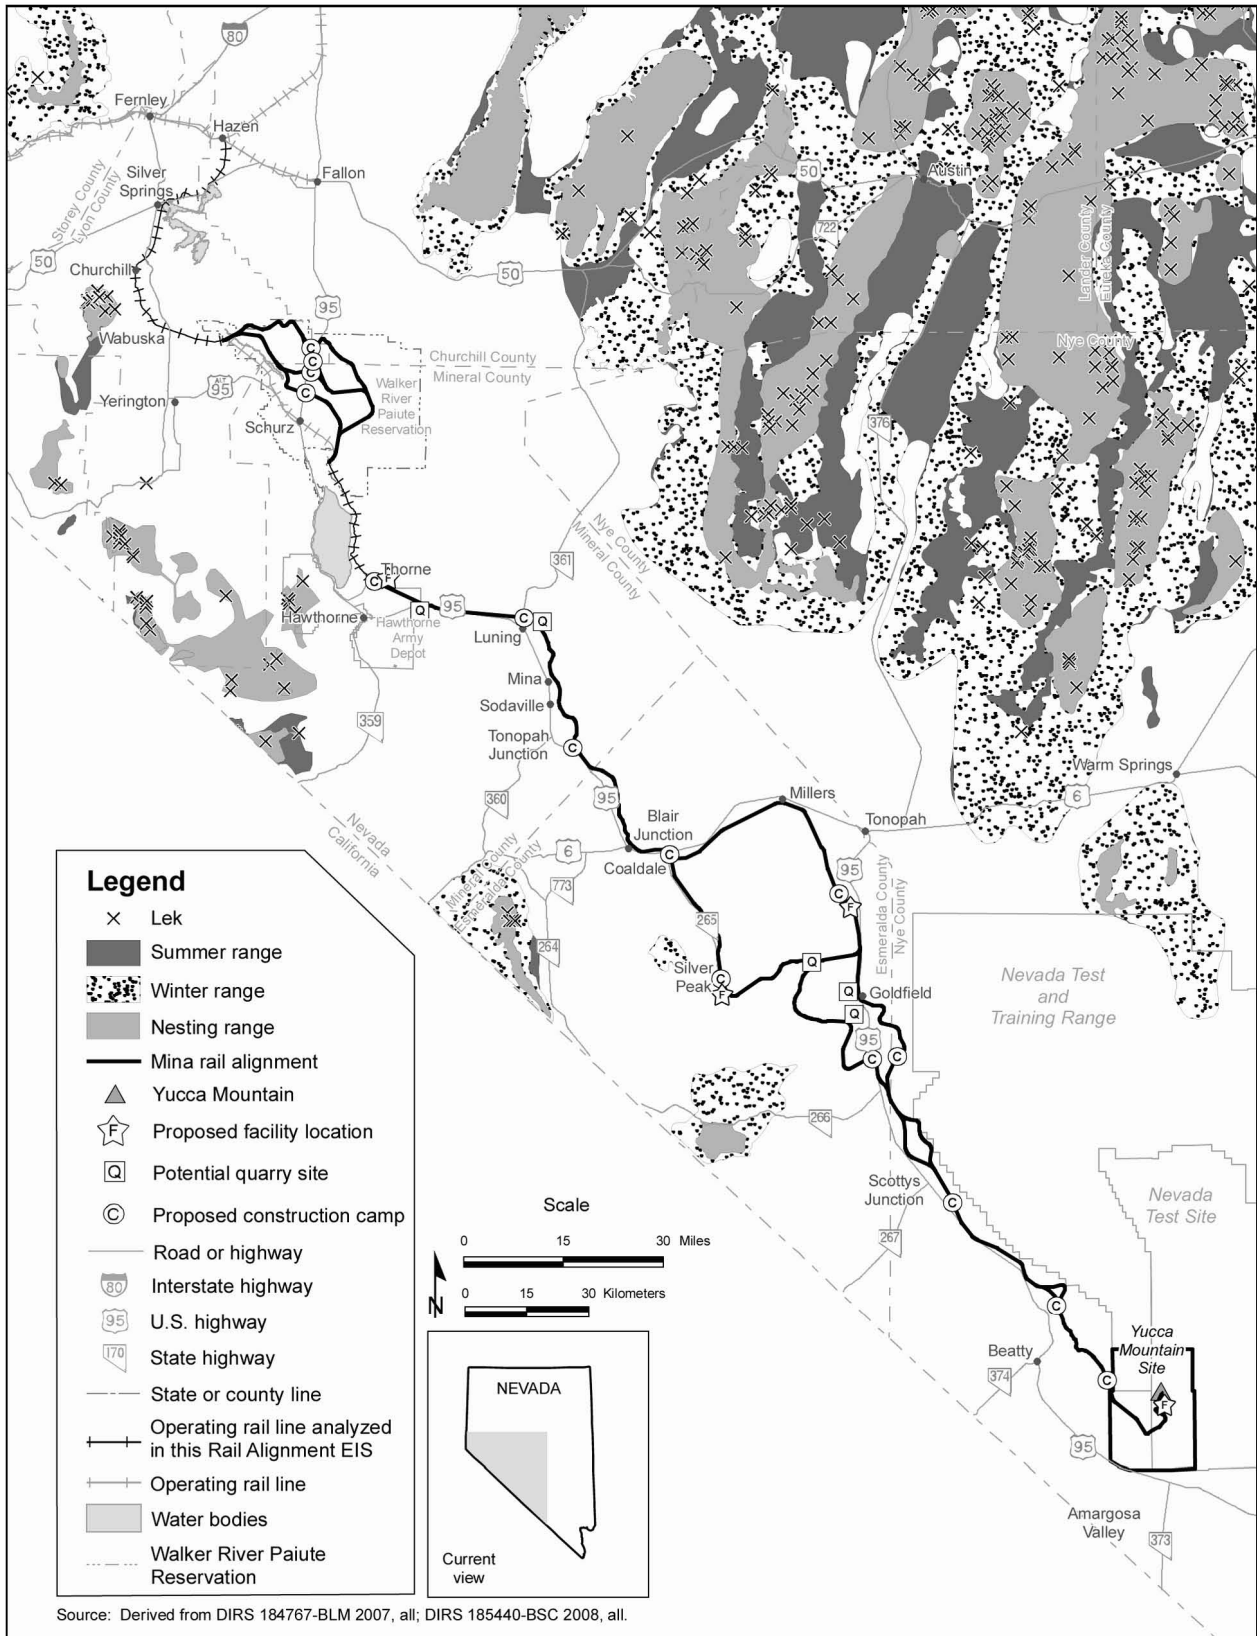 80
Fernley
Hazen
Silver
Springs
Fallon
Storey County
Lyon County
50
Churchill
50
95
Wabuska
ALT
95
Yerington
Schurz
Churchill County
Mineral County
Walker
River
Paiute
Reservation
50
Austin
722
Lander County
Eureka County
Nye County
376
Nye County
Mineral County
361
C
C
C
C
C
F
Thorne
Q
95
C
Q
Hawthorne
Hawthorne
Army
Depot
Luning
Mina
Sodaville
359
Tonopah
Junction
C
Warm Springs
6
360
95
Millers
Blair
Junction
Tonopah
Nevada
California
6
Coaldale
C
Mineral County
Esmeralda County
773
95
C
F
265
264
Esmeralda County
Nye County
Silver
Peak
C
F
Q
Q
Goldfield
Q
95
C
C
Nevada Test
and
Training Range
266
Scottys
Junction
C
267
Nevada
Test Site
C
Beatty
374
C
Yucca
Mountain
Site
F
95
Amargosa
Valley
373
Legend
Lek
Summer range
Winter range
Nesting range
Mina rail alignment
Yucca Mountain
F Proposed facility location
Q Potential quarry site
C Proposed construction camp
Road or highway
80 Interstate highway
95 U.S. highway
170 State highway
State or county line
Operating rail line analyzed
in this Rail Alignment EIS
Operating rail line
Water bodies
Walker River Paiute
Reservation
Scale
0 15 30 Miles
0 15 30 Kilometers
N
NEVADA
Current
view
Source: Derived from DIRS 184767-BLM 2007, all; DIRS 185440-BSC 2008, all.